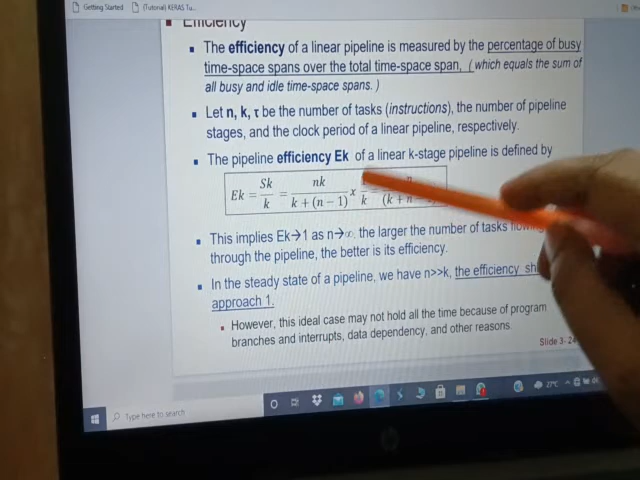 Getting Started (Tutorial) KERAS Tu...
Efficiency
The efficiency of a linear pipeline is measured by the percentage of busy
time-space spans over the total time-space span, (which equals the sum of
all busy and idle time-space spans.)
Let n, k, τ be the number of tasks (instructions), the number of pipeline
stages, and the clock period of a linear pipeline, respectively.
The pipeline efficiency Ek of a linear k-stage pipeline is defined by
Ek = Sk/k = nk/(k + (n − 1)) x /k = n/(k + n
This implies Ek→1 as n→∞, the larger the number of tasks
through the pipeline, the better is its efficiency.
In the steady state of a pipeline, we have n>>k, the efficiency
approach 1.
However, this ideal case may not hold all the time because of program
branches and interrupts, data dependency, and other reasons.
Slide 3-24
Type here to search
27°C